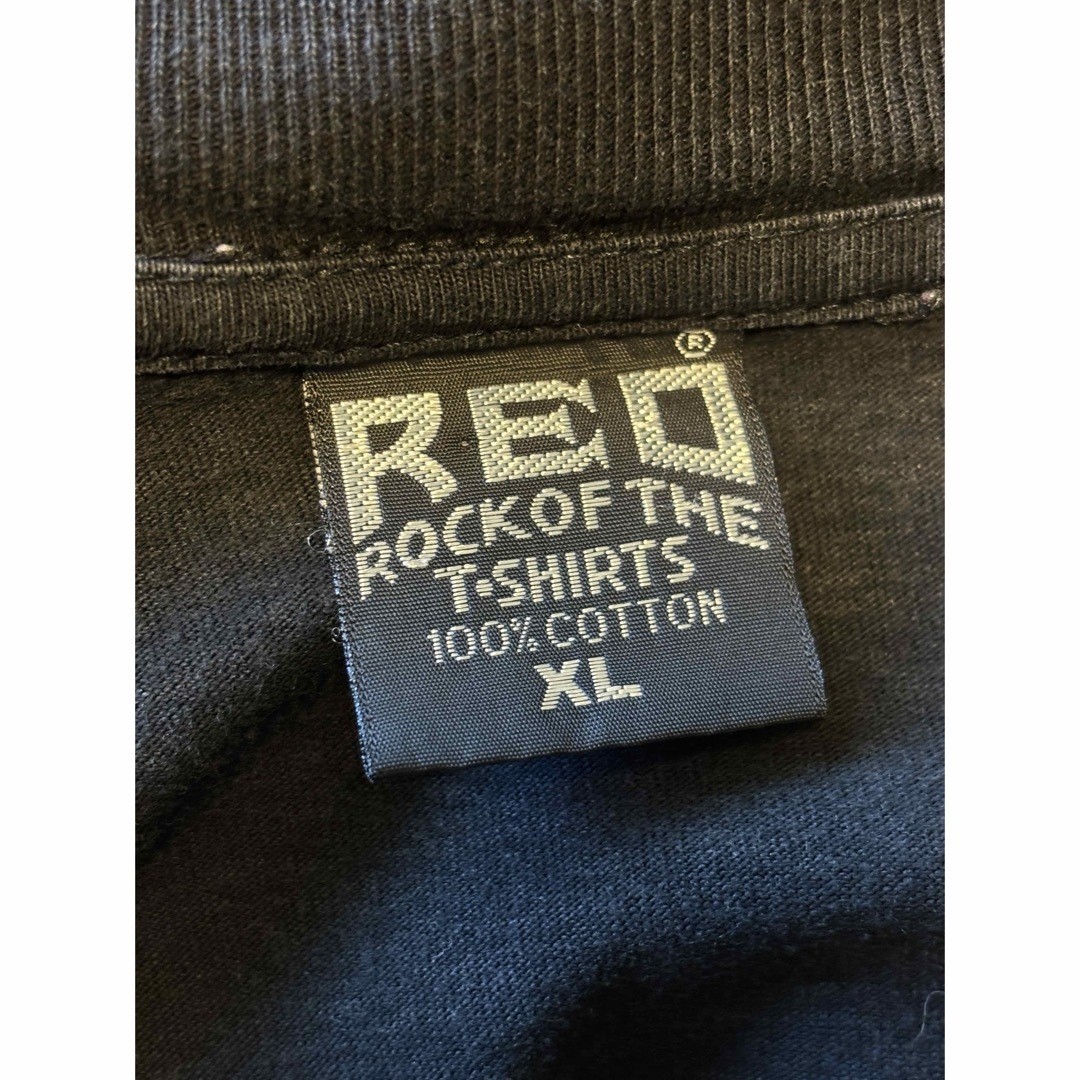 REO®
ROCK OF THE
T·SHIRTS
100% COTTON
XL